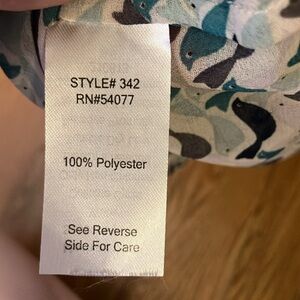 STYLE# 342
RN#54077
100% Polyester
See Reverse
Side For Care